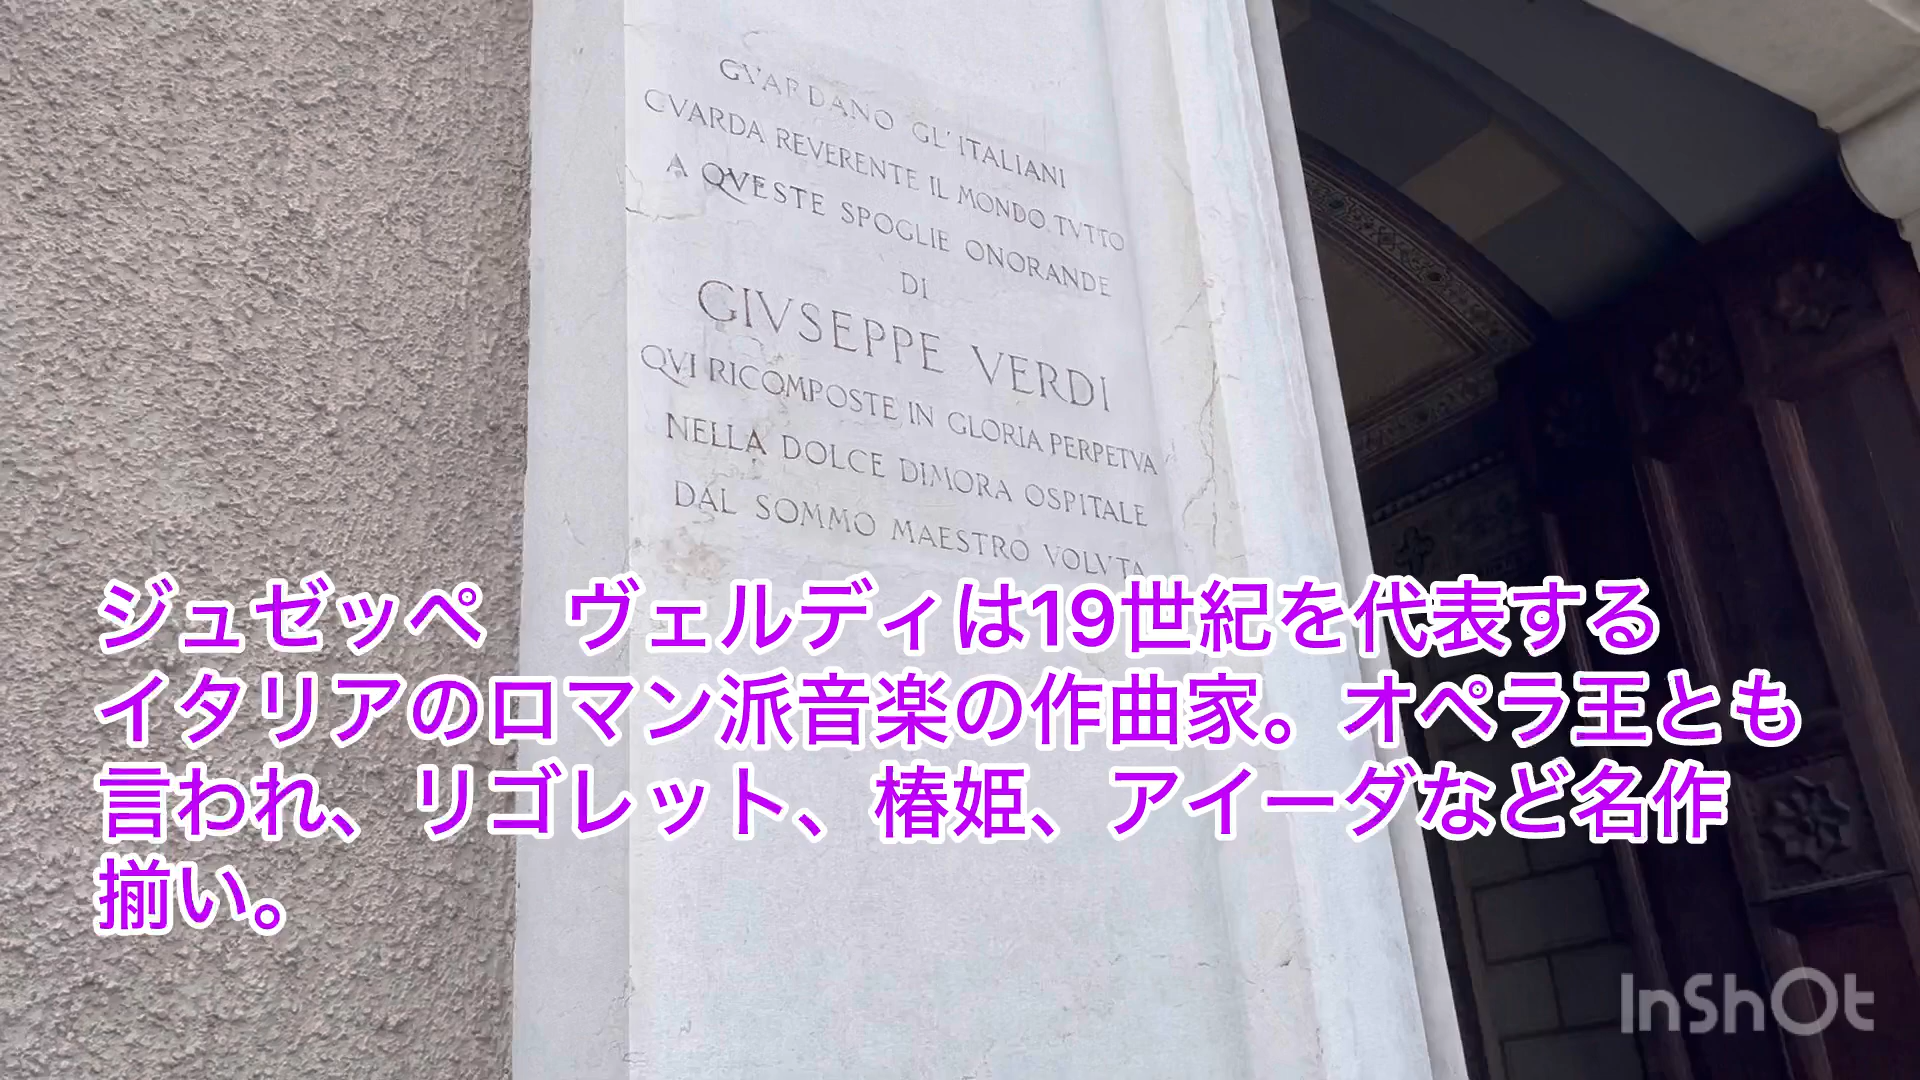 GVARDANO GL'ITALIANI
GVARDA REVERENTE IL MONDO TVTTO
A QVESTE SPOGLIE ONORANDE
DI
GIVSEPPE VERDI
QVI RICOMPOSTE IN GLORIA PERPETVA
NELLA DOLCE DIMORA OSPITALE
DAL SOMMO MAESTRO VOLVTA
ジュゼッペ　ヴェルディは19世紀を代表する
イタリアのロマン派音楽の作曲家。オペラ王とも
言われ、リゴレット、椿姫、アイーダなど名作
揃い。
InShOt